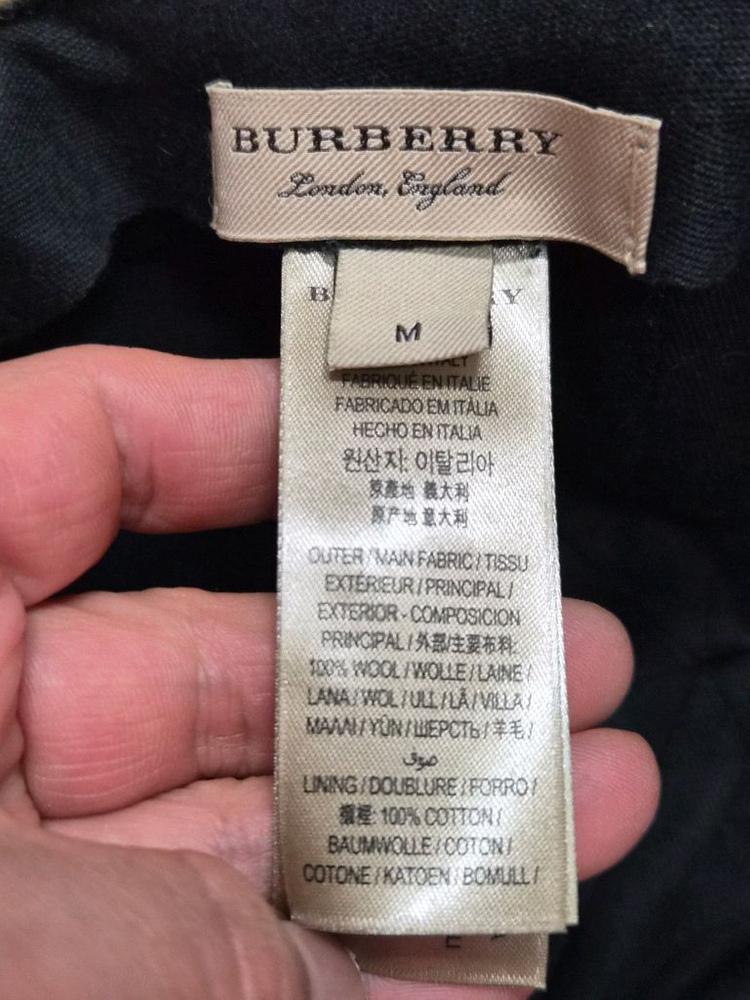 BURBERRY
London, England
M
FABRIQUÉ EN ITALIE
FABRICADO EM ITÁLIA
HECHO EN ITALIA
원산지: 이탈리아
原產地 義大利
原产地 意大利
OUTER / MAIN FABRIC / TISSU
EXTÉRIEUR / PRINCIPAL /
EXTERIOR - COMPOSICION
PRINCIPAL / 外部/主要布料:
100% WOOL / WOLLE / LAINE /
LANA / WOL / ULL / LÃ / VILLA /
ΜΑΛΛΙ / YÜN / ШЕРСТЬ / 羊毛 /
صوف
LINING / DOUBLURE / FORRO /
襯裡: 100% COTTON /
BAUMWOLLE / COTON /
COTONE / KATOEN / BOMULL /